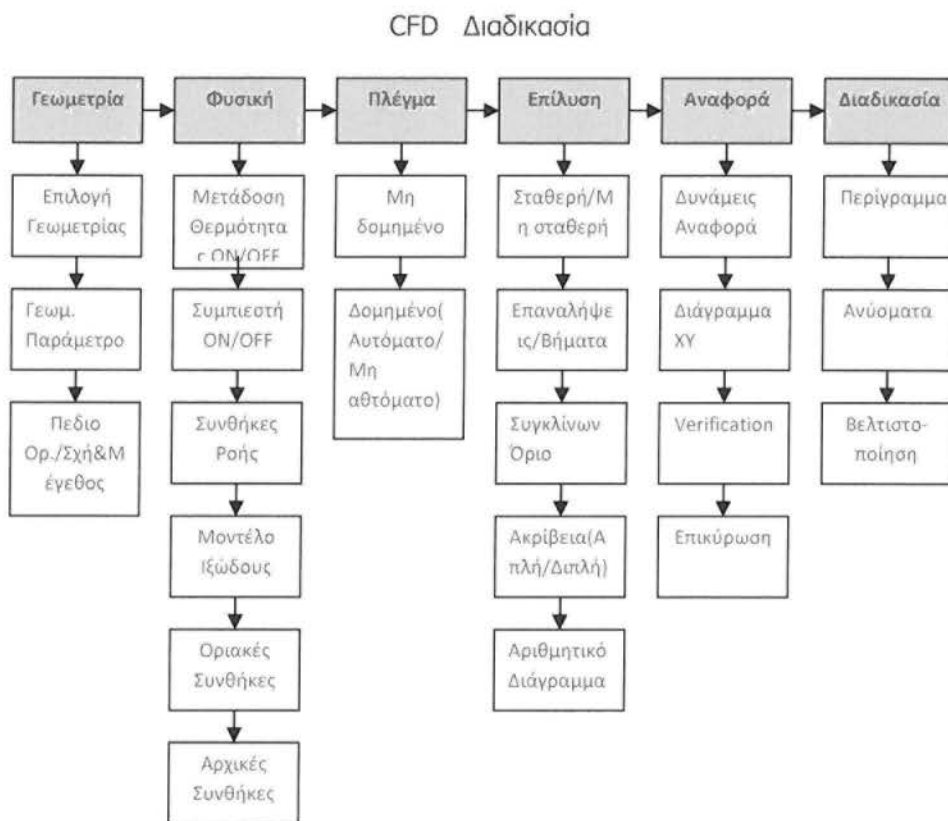 CFD Διαδικασία
Γεωμετρία
Φυσική
Πλέγμα
Επίλυση
Αναφορά
Διαδικασία
Επιλογή
Γεωμετρίας
Γεωμ.
Παράμετρο
Πεδιο
Ορ./Σχή&Μ
έγεθος
Μετάδοση
Θερμότητα
ς ON/OFF
Συμπιεστή
ON/OFF
Συνθήκες
Ροής
Μοντέλο
Ιξώδους
Οριακές
Συνθήκες
Αρχικές
Συνθήκες
Μη
δομημένο
Δομημένο(
Αυτόματο/
Μη
αθτόματο)
Σταθερή/Μ
η σταθερή
Επαναλήψε
ις/Βήματα
Συγκλίνων
Όριο
Ακρίβεια(Α
πλή/Διπλή)
Αριθμητικό
Διάγραμμα
Δυνάμεις
Αναφορά
Διάγραμμα
XY
Verification
Επικύρωση
Περίγραμμα
Ανύσματα
Βελτιστο-
ποίηση